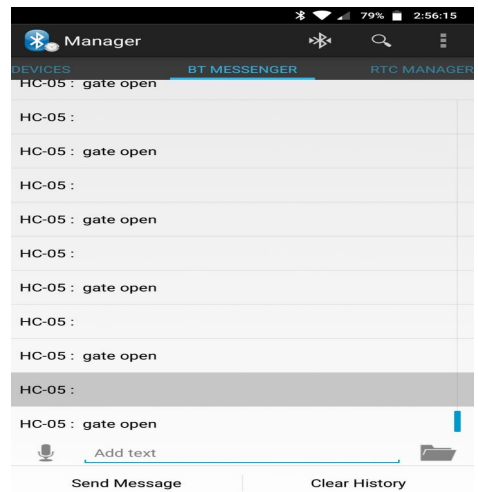 79% 2:56:15
Manager
DEVICES BT MESSENGER RTC MANAGER
HC-05 : gate open
HC-05 :
HC-05 : gate open
HC-05 :
HC-05 : gate open
HC-05 :
HC-05 : gate open
HC-05 :
HC-05 : gate open
HC-05 :
HC-05 : gate open
Add text
Send Message Clear History